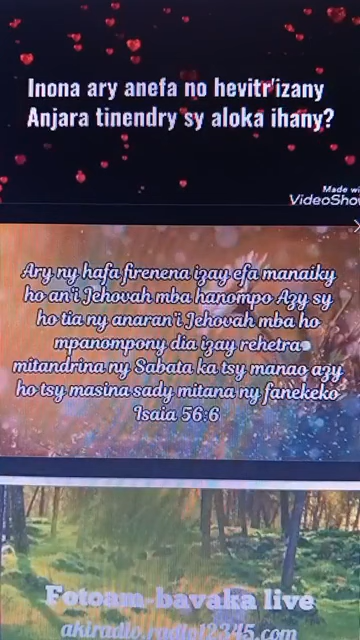 Inona ary anefa no hevitr'izany
Anjara tinendry sy aloka ihany?
Made wi
VideoShow
Ary ny hafa firenena izay efa manaiky
ho an'i Jehovah mba hanompo Azy sy
ho tia ny anaran'i Jehovah mba ho
mpanompony dia izay rehetra
mitandrina ny Sabata ka tsy manao azy
ho tsy masina sady mitana ny fanekeko
Isaia 56:6
Fotoam-bavaka live